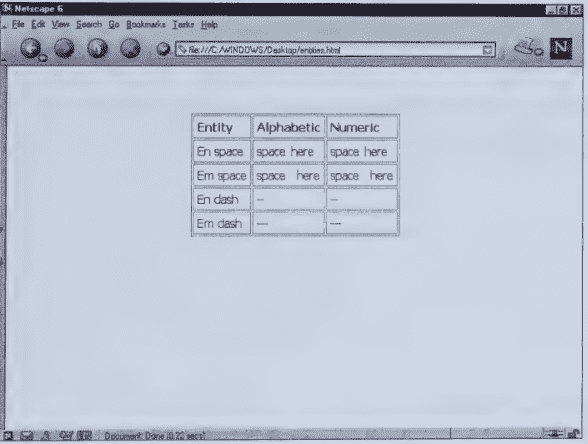 Netscape 6
File Edit View Search Go Bookmarks Tasks Help
file:///C:/WINDOWS/Desktop/entities.html
N
Entity Alphabetic Numeric
En space space here space here
Em space space here space here
En dash – –
Em dash — —
Document: Done (0.22 secs)